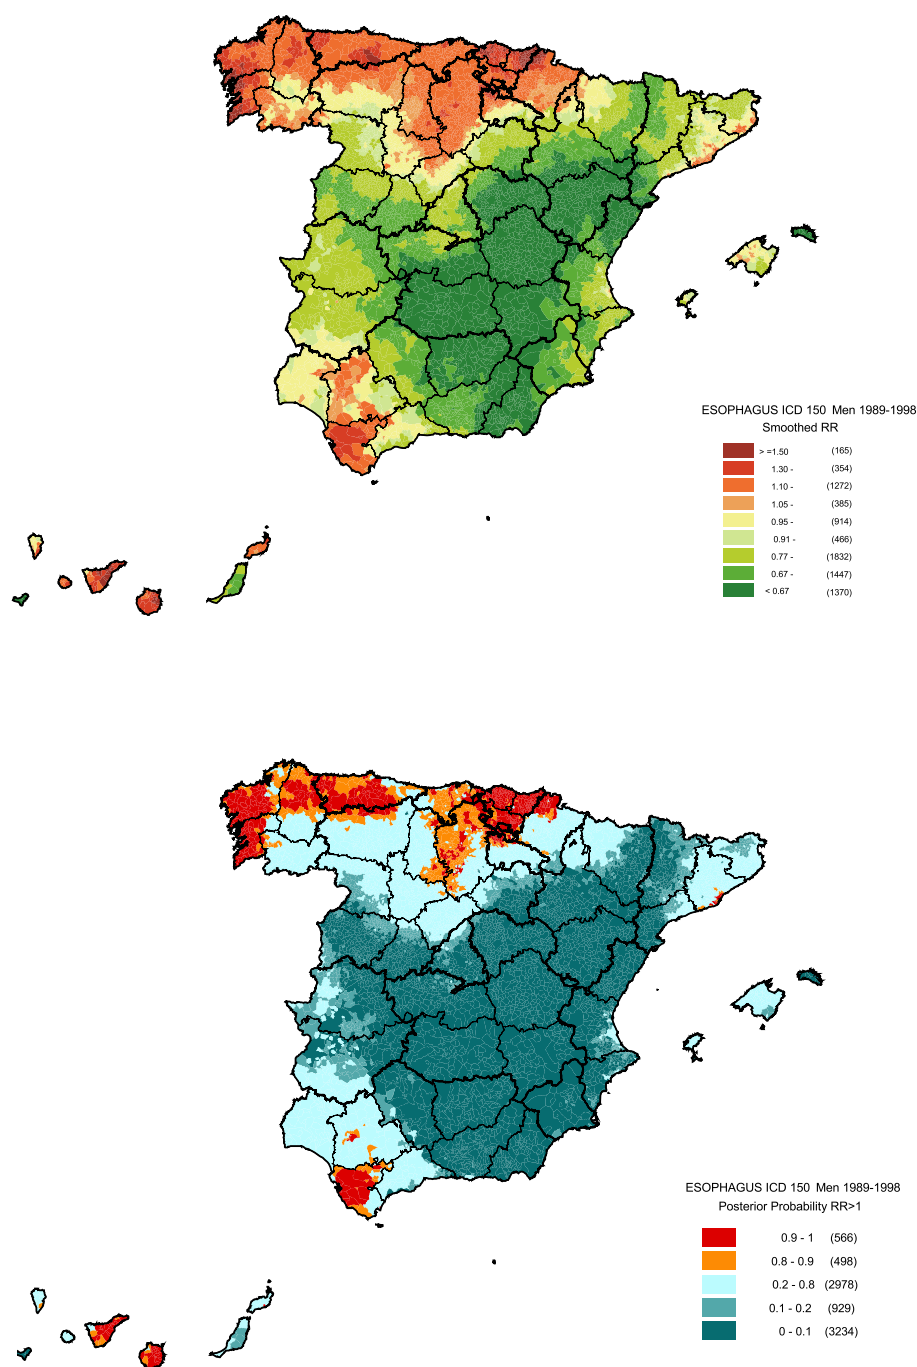 ESOPHAGUS ICD 150 Men 1989-1998
Smoothed RR
> =1.50 (165)
1.30 - (354)
1.10 - (1272)
1.05 - (385)
0.95 - (914)
0.91 - (466)
0.77 - (1832)
0.67 - (1447)
< 0.67 (1370)
ESOPHAGUS ICD 150 Men 1989-1998
Posterior Probability RR>1
0.9 - 1 (566)
0.8 - 0.9 (498)
0.2 - 0.8 (2978)
0.1 - 0.2 (929)
0 - 0.1 (3234)